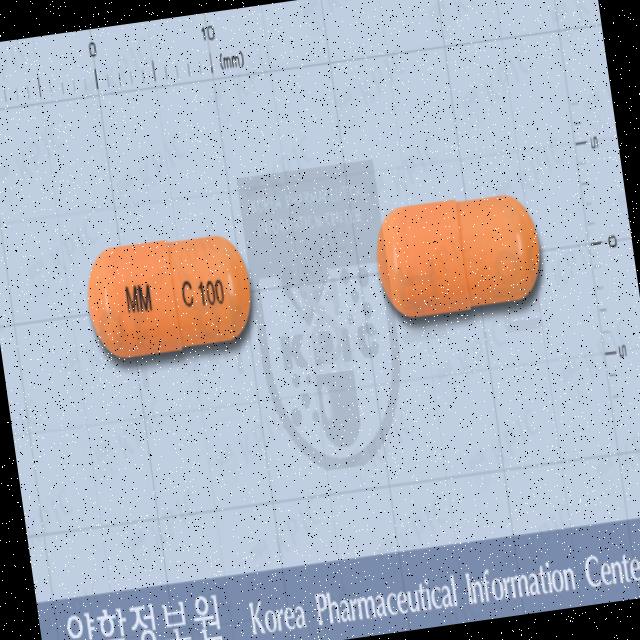 0 10
(mm)
5
0
5
MM C 100
KPIC
약학정보원 Korea Pharmaceutical Information Cente